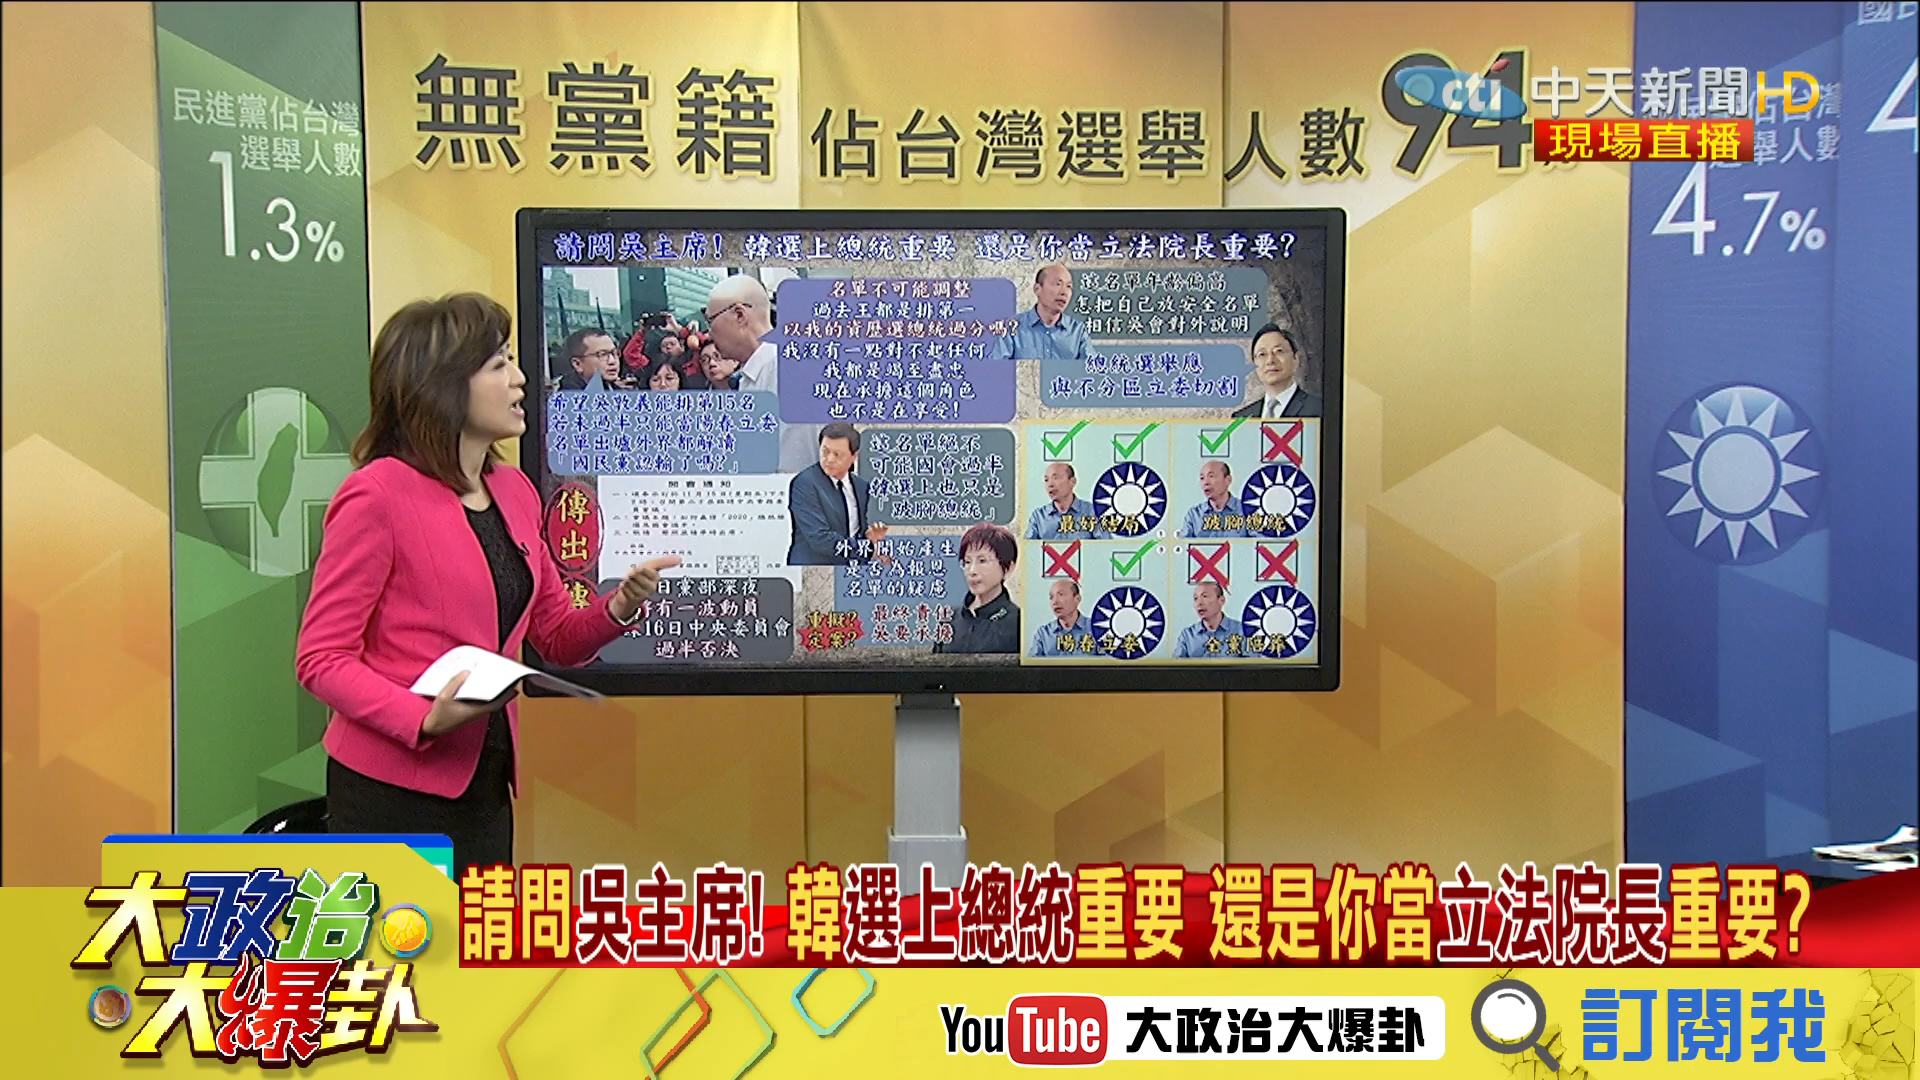 無黨籍 佔台灣選舉人數 94
民進黨佔台灣
選舉人數
1.3%
cti 中天新聞HD
現場直播
4.7%
請問吳主席! 韓選上總統重要 還是你當立法院長重要?
名單不可能調整
過去王都是排第一
以我的資歷選總統過分嗎?
我沒有一點對不起任何
我都是竭至盡忠
現在承擔這個角色
也不是在享受!
這名單年齡偏高
怎把自己放安全名單
相信吳會對外說明
總統選舉應
與不分區立委切割
希望吳敦義能排第15名
若未過半只能當陽春立委
名單出爐外界都解讀
「國民黨認輸了嗎?」
這名單絕不
可能國會過半
韓選上也只是
「跛腳總統」
開會通知
傳出
日黨部深夜
將有一波動員
16日中央委員會
過半否決
外界開始產生
是否為報恩
名單的疑慮
重擬?
定案?
最終責任
吳要承擔
最好結局
跛腳總統
陽春立委
全黨陪葬
大政治
大爆卦
請問吳主席! 韓選上總統重要 還是你當立法院長重要?
YouTube 大政治大爆卦
訂閱我